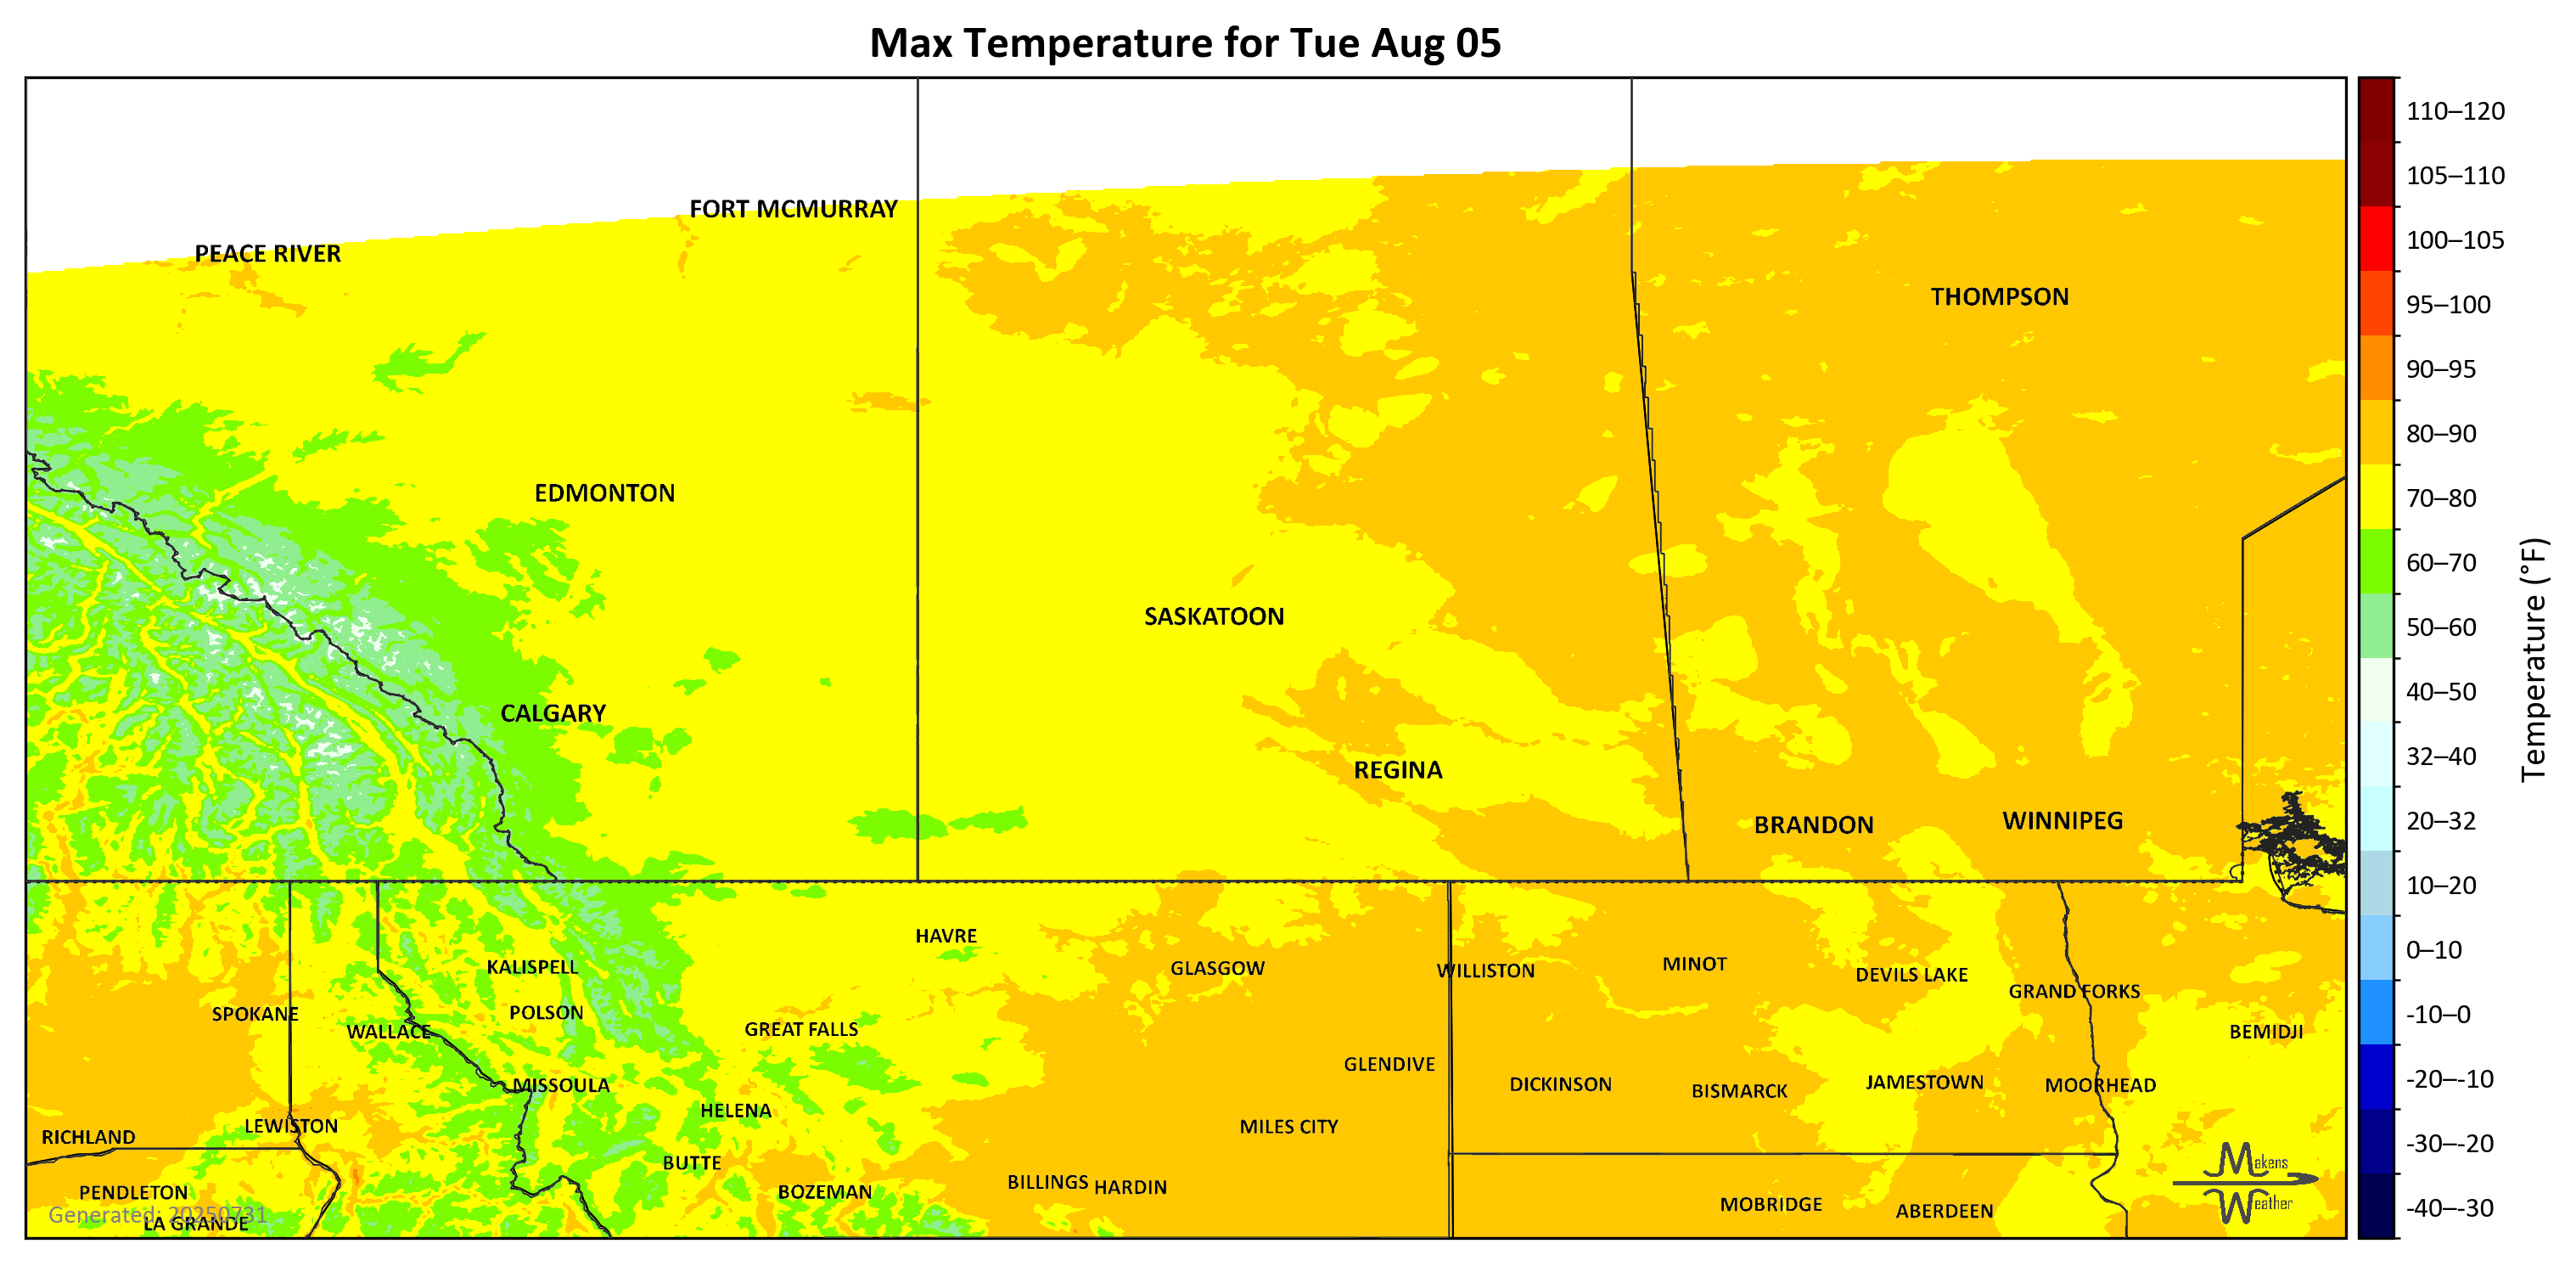 Max Temperature for Tue Aug 05
FORT MCMURRAY
PEACE RIVER
THOMPSON
EDMONTON
SASKATOON
CALGARY
REGINA
BRANDON
WINNIPEG
HAVRE
KALISPELL
GLASGOW
WILLISTON
MINOT
DEVILS LAKE
GRAND FORKS
SPOKANE
POLSON
WALLACE
GREAT FALLS
BEMIDJI
GLENDIVE
MISSOULA
DICKINSON
BISMARCK
JAMESTOWN
MOORHEAD
HELENA
LEWISTON
MILES CITY
RICHLAND
BUTTE
PENDLETON
BOZEMAN
BILLINGS
HARDIN
MOBRIDGE
ABERDEEN
LA GRANDE
Generated: 20250731
Makens
Weather
110–120
105–110
100–105
95–100
90–95
80–90
70–80
60–70
50–60
40–50
32–40
20–32
10–20
0–10
-10–0
-20–-10
-30–-20
-40–-30
Temperature (°F)